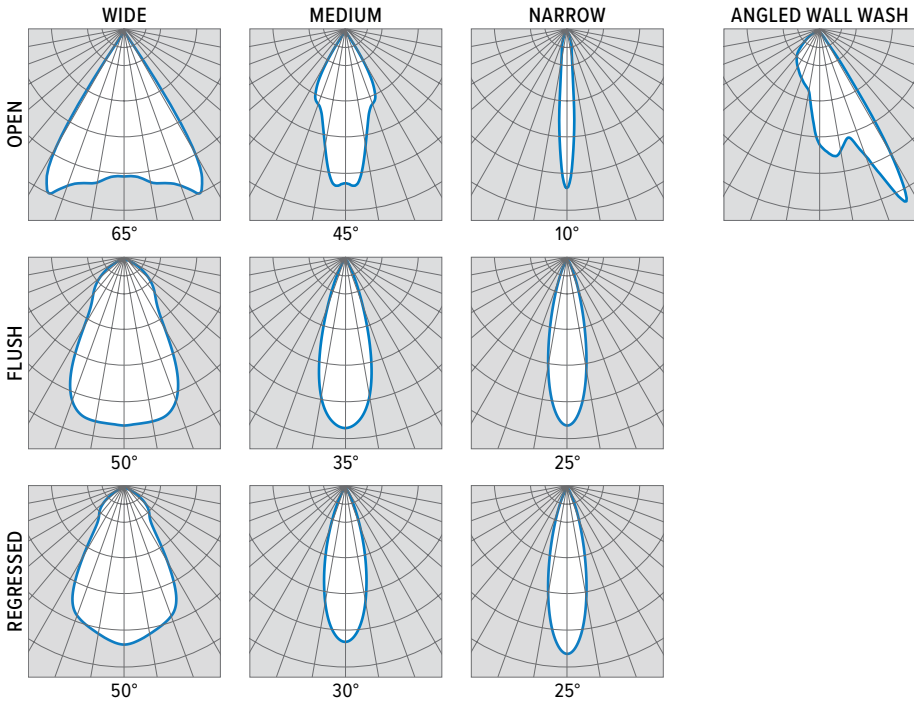 WIDE MEDIUM NARROW ANGLED WALL WASH
OPEN
65° 45° 10°
FLUSH
50° 35° 25°
REGRESSED
50° 30° 25°